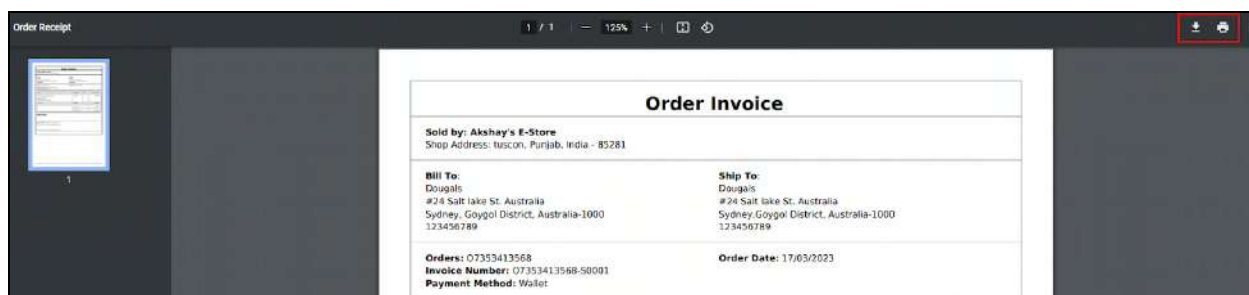 Order Receipt
1 / 1
125%
1
Order Invoice
Sold by: Akshay's E-Store
Shop Address: tuscon, Punjab, India - 85281
Bill To:
Dougals
#24 Salt lake St. Australia
Sydney, Goygol District, Australia-1000
123456789
Ship To:
Dougals
#24 Salt lake St. Australia
Sydney,Goygol District, Australia-1000
123456789
Orders: O7353413568
Invoice Number: O7353413568-S0001
Payment Method: Wallet
Order Date: 17/03/2023